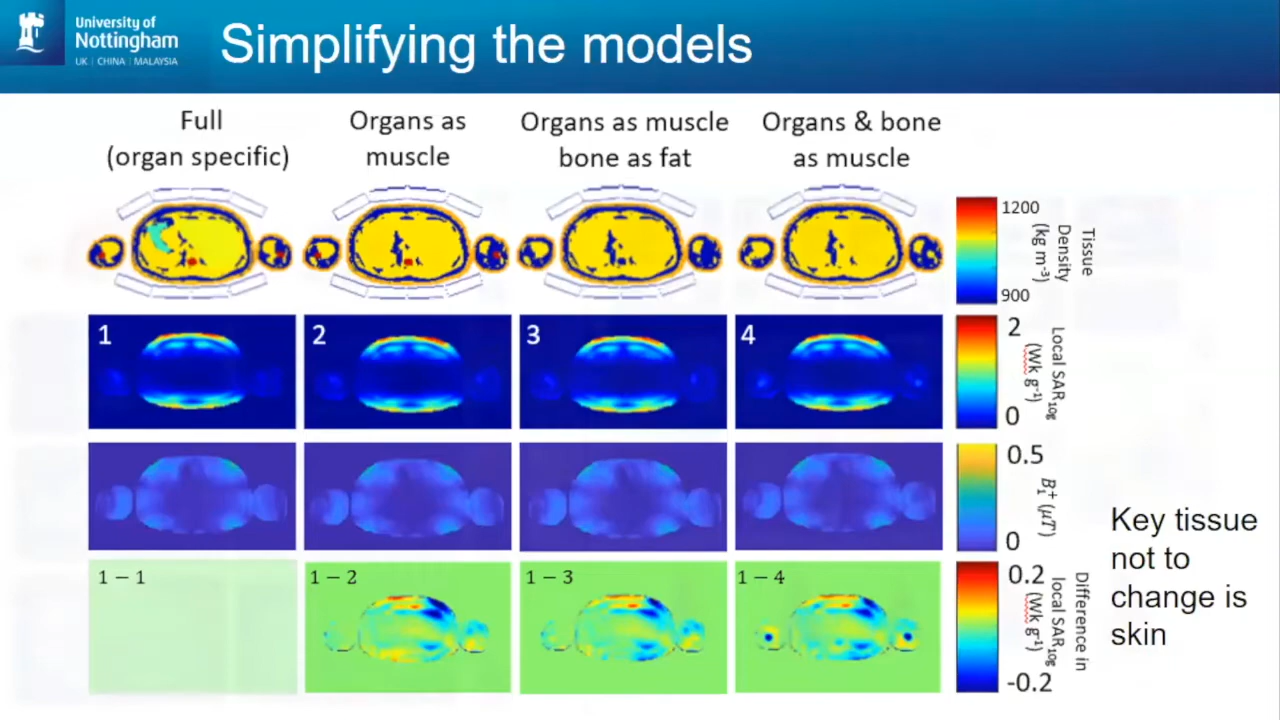 University of
Nottingham
UK | CHINA | MALAYSIA
Simplifying the models
Full
(organ specific)
Organs as
muscle
Organs as muscle
bone as fat
Organs & bone
as muscle
1200
900
Tissue
Density
(kg m⁻³)
1
2
3
4
2
0
Local SAR₁₀g
(Wk g⁻¹)
0.5
0
B₁⁺ (μT)
1 − 1
1 − 2
1 − 3
1 − 4
0.2
-0.2
Difference in
local SAR₁₀g
(Wk g⁻¹)
Key tissue
not to
change is
skin